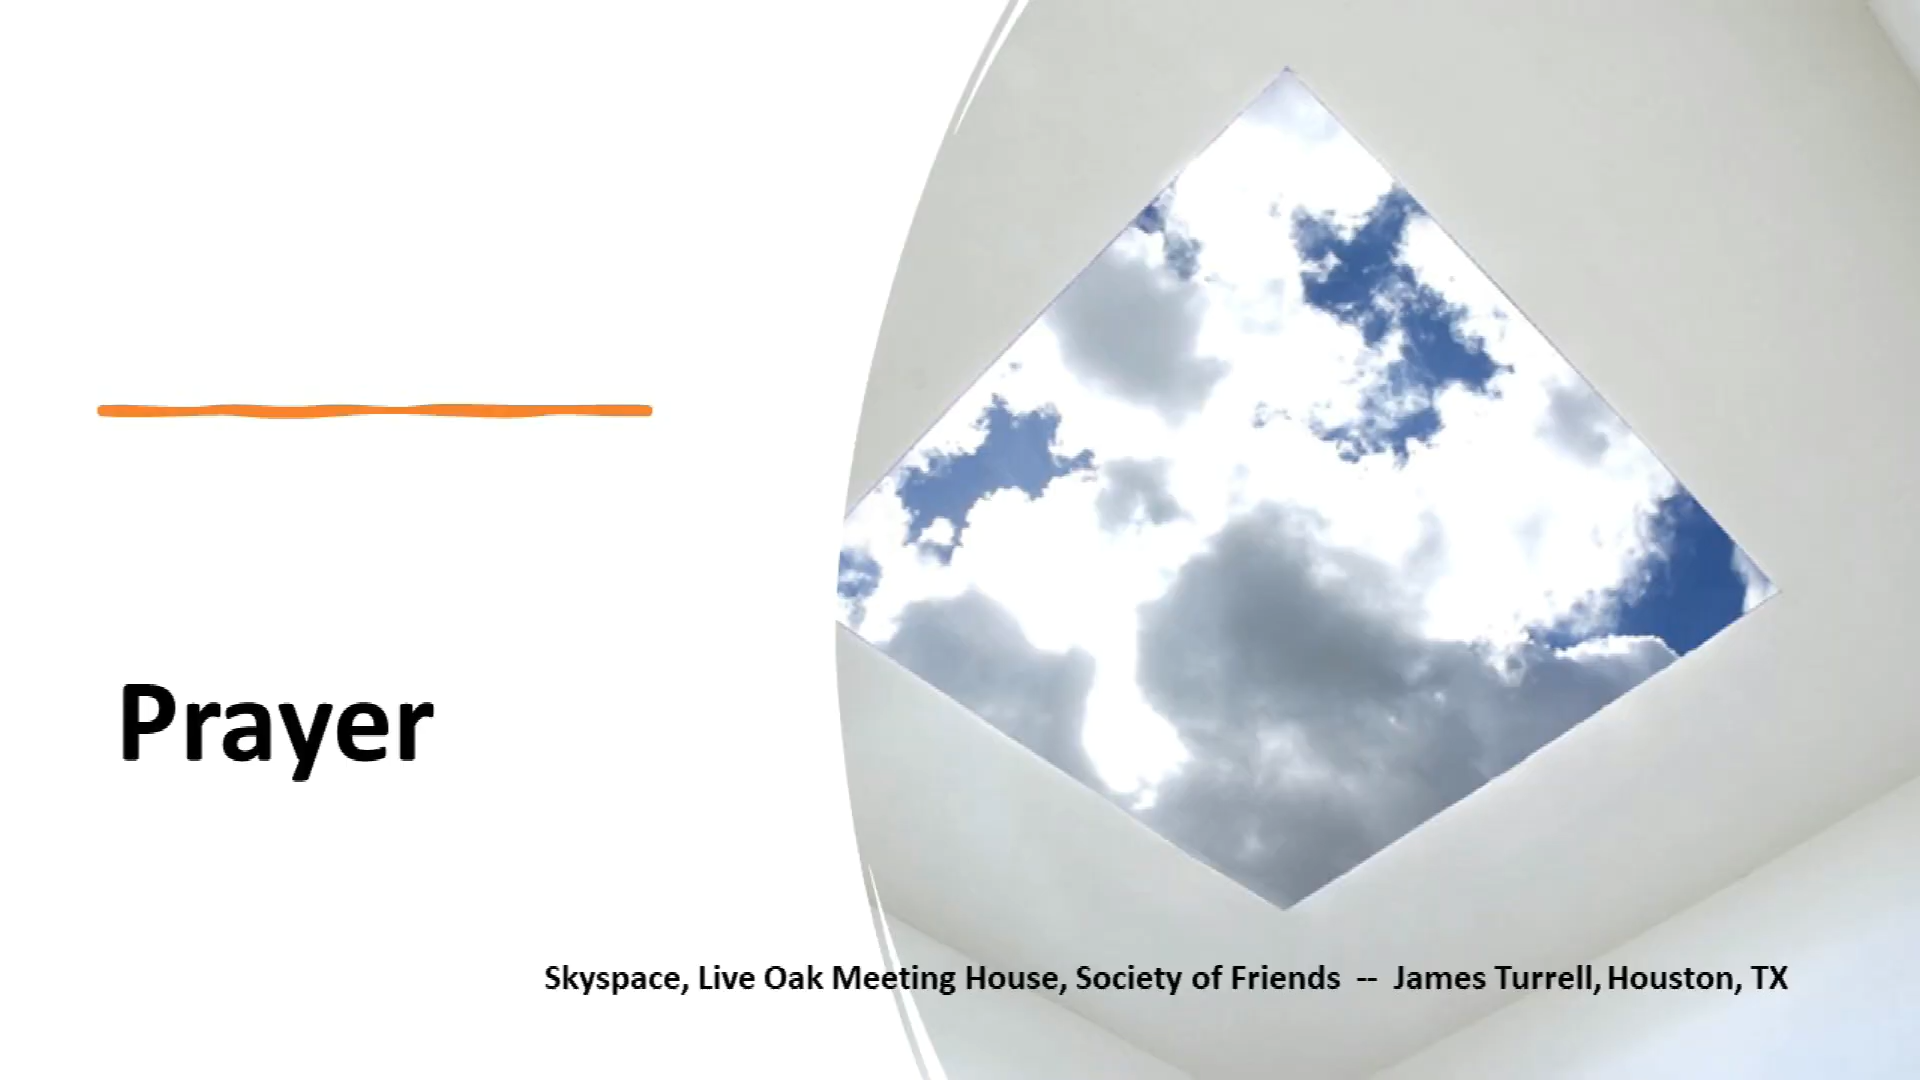 Prayer
Skyspace, Live Oak Meeting House, Society of Friends -- James Turrell, Houston, TX